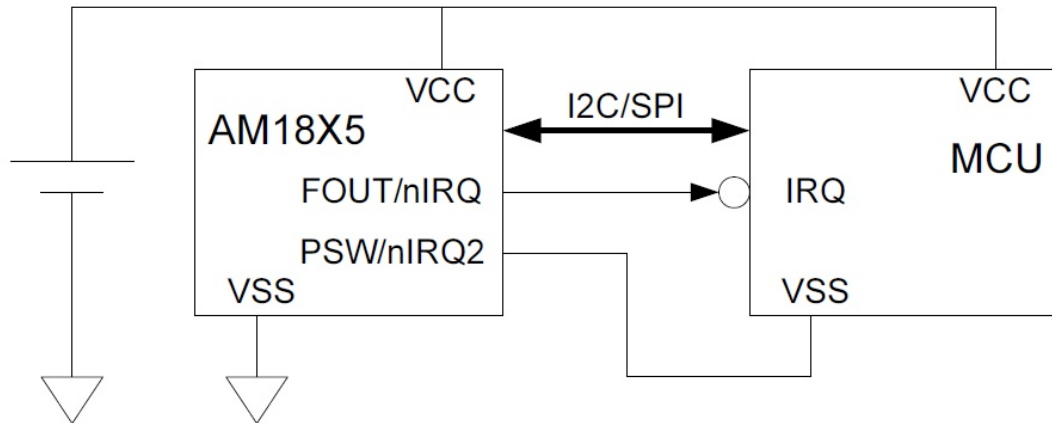 VCC
AM18X5
FOUT/nIRQ
PSW/nIRQ2
VSS
I2C/SPI
VCC
MCU
IRQ
VSS